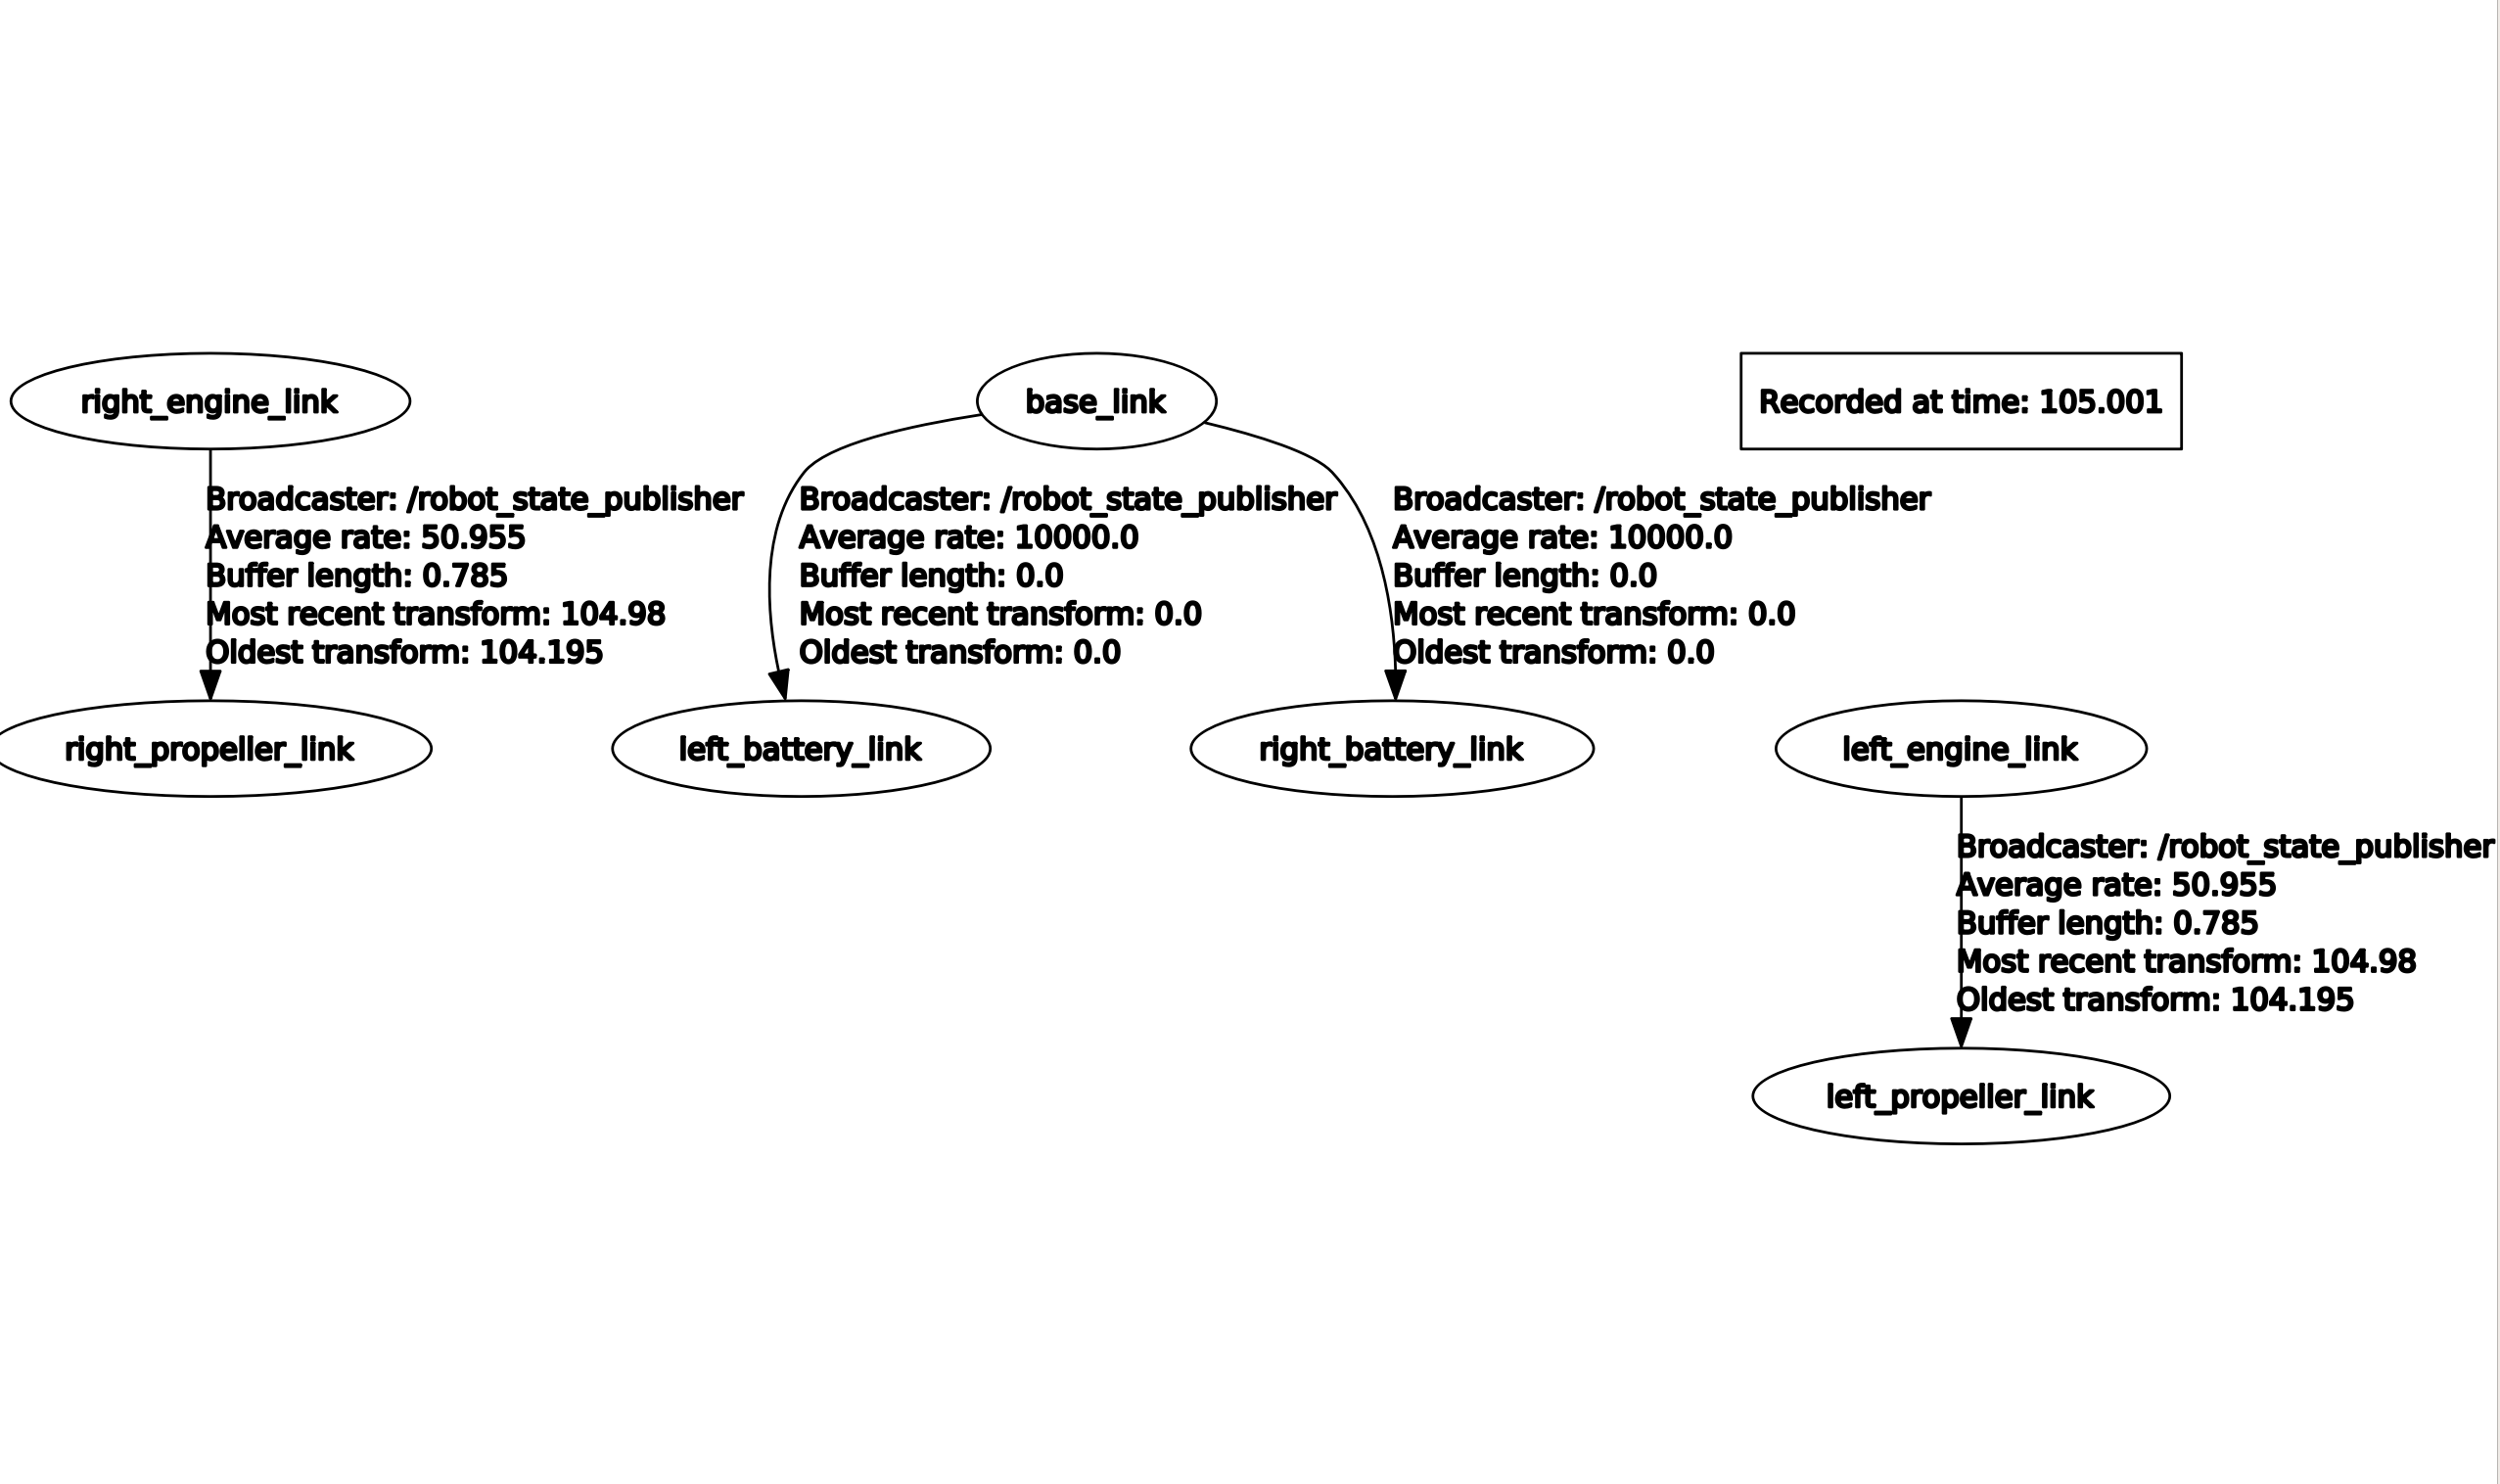 right_engine_link
base_link
Recorded at time: 105.001
Broadcaster: /robot_state_publisher
Average rate: 50.955
Buffer length: 0.785
Most recent transform: 104.98
Oldest transform: 104.195
Broadcaster: /robot_state_publisher
Average rate: 10000.0
Buffer length: 0.0
Most recent transform: 0.0
Oldest transform: 0.0
Broadcaster: /robot_state_publisher
Average rate: 10000.0
Buffer length: 0.0
Most recent transform: 0.0
Oldest transform: 0.0
right_propeller_link
left_battery_link
right_battery_link
left_engine_link
Broadcaster: /robot_state_publisher
Average rate: 50.955
Buffer length: 0.785
Most recent transform: 104.98
Oldest transform: 104.195
left_propeller_link